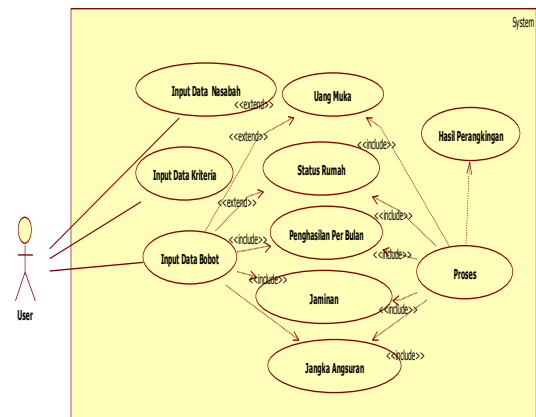 System
Input Data Nasabah
Uang Muka
<<extend>>
<<extend>>
Hasil Perangkingan
<<include>>
Input Data Kriteria
Status Rumah
<<extend>>
Input Data Bobot
<<include>>
Penghasilan Per Bulan
<<include>>
<<include>>
Proses
Jaminan
<<include>>
User
<<include>>
Jangka Angsuran